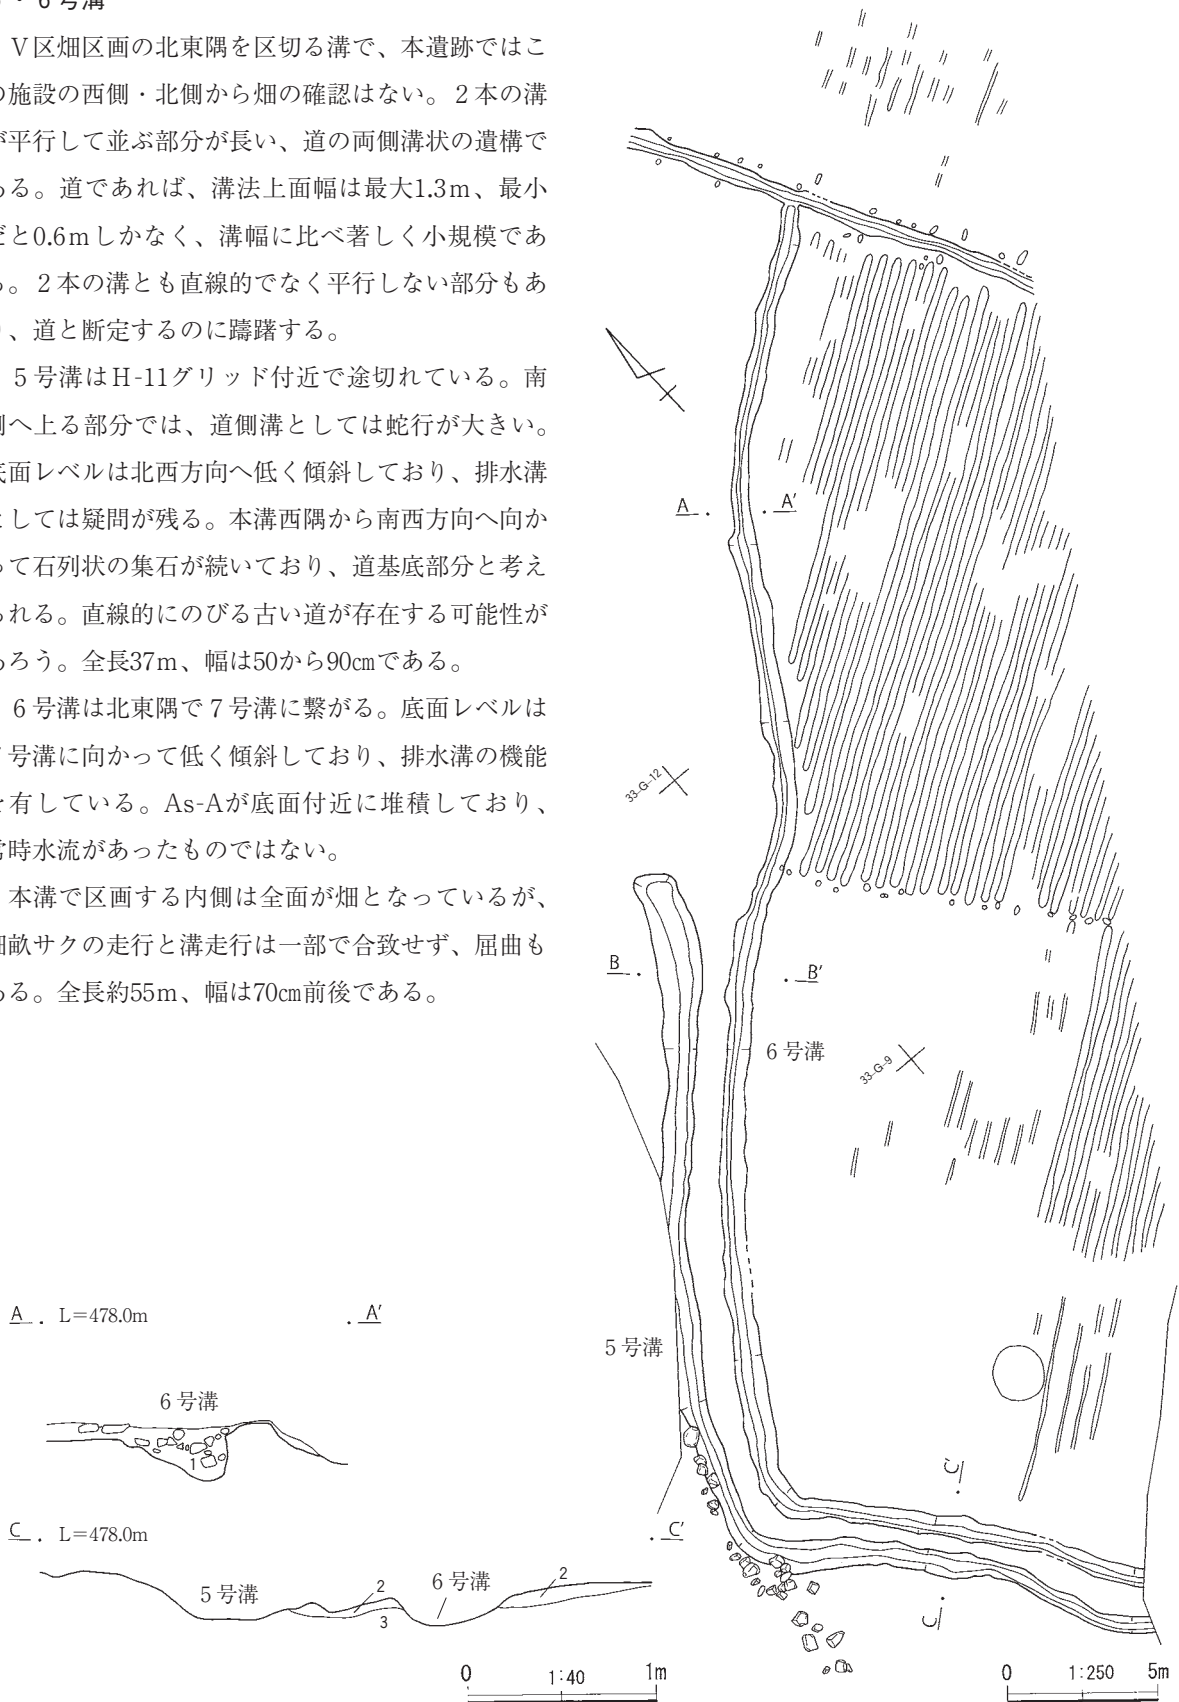 ・６号溝
Ⅴ区畑区画の北東隅を区切る溝で、本遺跡ではこ
の施設の西側・北側から畑の確認はない。２本の溝
が平行して並ぶ部分が長い、道の両側溝状の遺構で
ある。道であれば、溝法上面幅は最大1.3ｍ、最小
だと0.6ｍしかなく、溝幅に比べ著しく小規模であ
る。２本の溝とも直線的でなく平行しない部分もあ
り、道と断定するのに躊躇する。
５号溝はＨ-11グリッド付近で途切れている。南
側へ上る部分では、道側溝としては蛇行が大きい。
底面レベルは北西方向へ低く傾斜しており、排水溝
としては疑問が残る。本溝西隅から南西方向へ向か
って石列状の集石が続いており、道基底部分と考え
られる。直線的にのびる古い道が存在する可能性が
あろう。全長37ｍ、幅は50から90㎝である。
６号溝は北東隅で７号溝に繋がる。底面レベルは
７号溝に向かって低く傾斜しており、排水溝の機能
を有している。As-Aが底面付近に堆積しており、
常時水流があったものではない。
本溝で区画する内側は全面が畑となっているが、
畑畝サクの走行と溝走行は一部で合致せず、屈曲も
ある。全長約55ｍ、幅は70㎝前後である。
A . . A'
33-G-12
B . . B'
６号溝
33-G-9
５号溝
C
C'
A . L=478.0m . A'
６号溝
1
C . L=478.0m . C'
５号溝 2 ６号溝 2
3
0 1:40 1m
0 1:250 5m